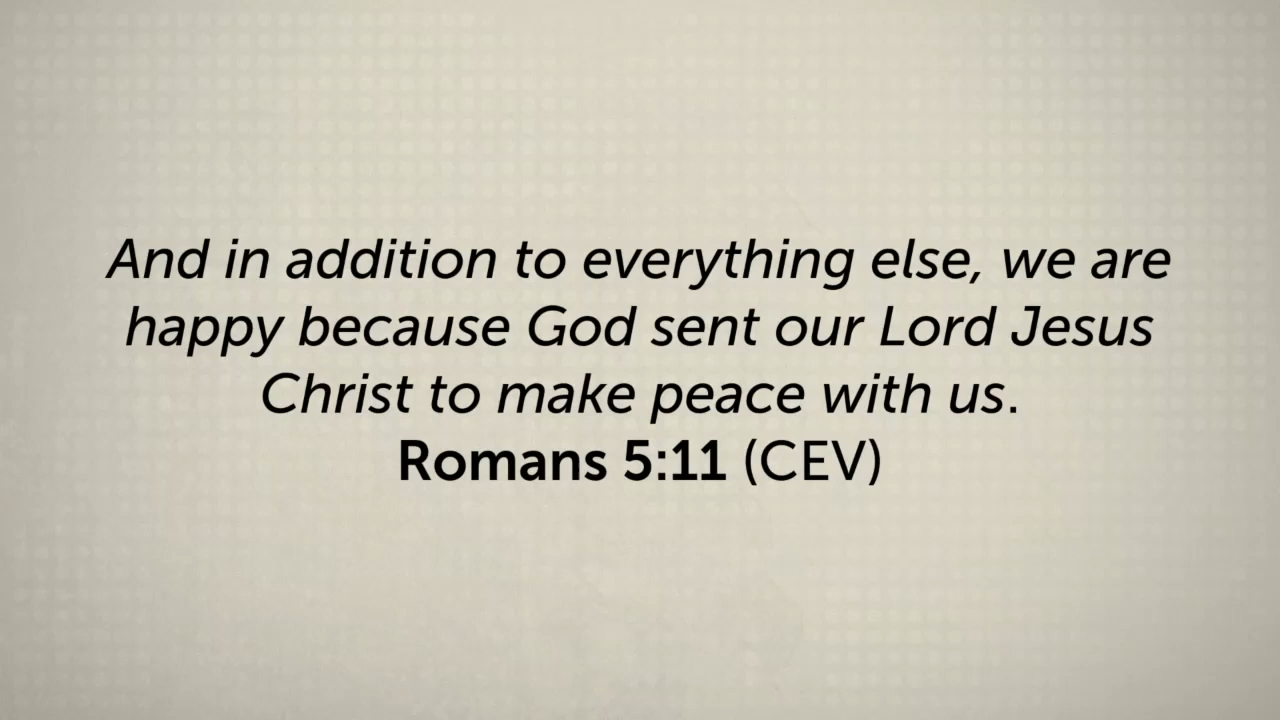 And in addition to everything else, we are
happy because God sent our Lord Jesus
Christ to make peace with us.
Romans 5:11 (CEV)